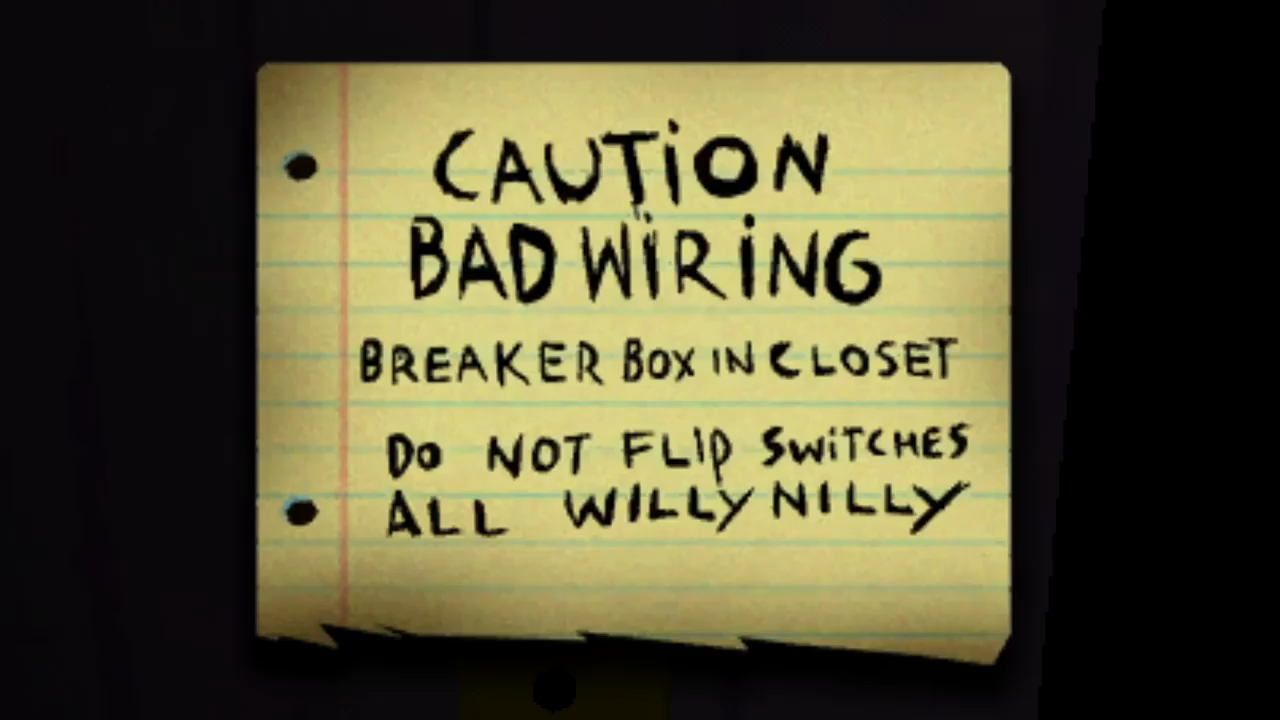 CAUTION
BAD WIRING
BREAKER BOX IN CLOSET
DO NOT FLIP SWITCHES
ALL WILLY NILLY